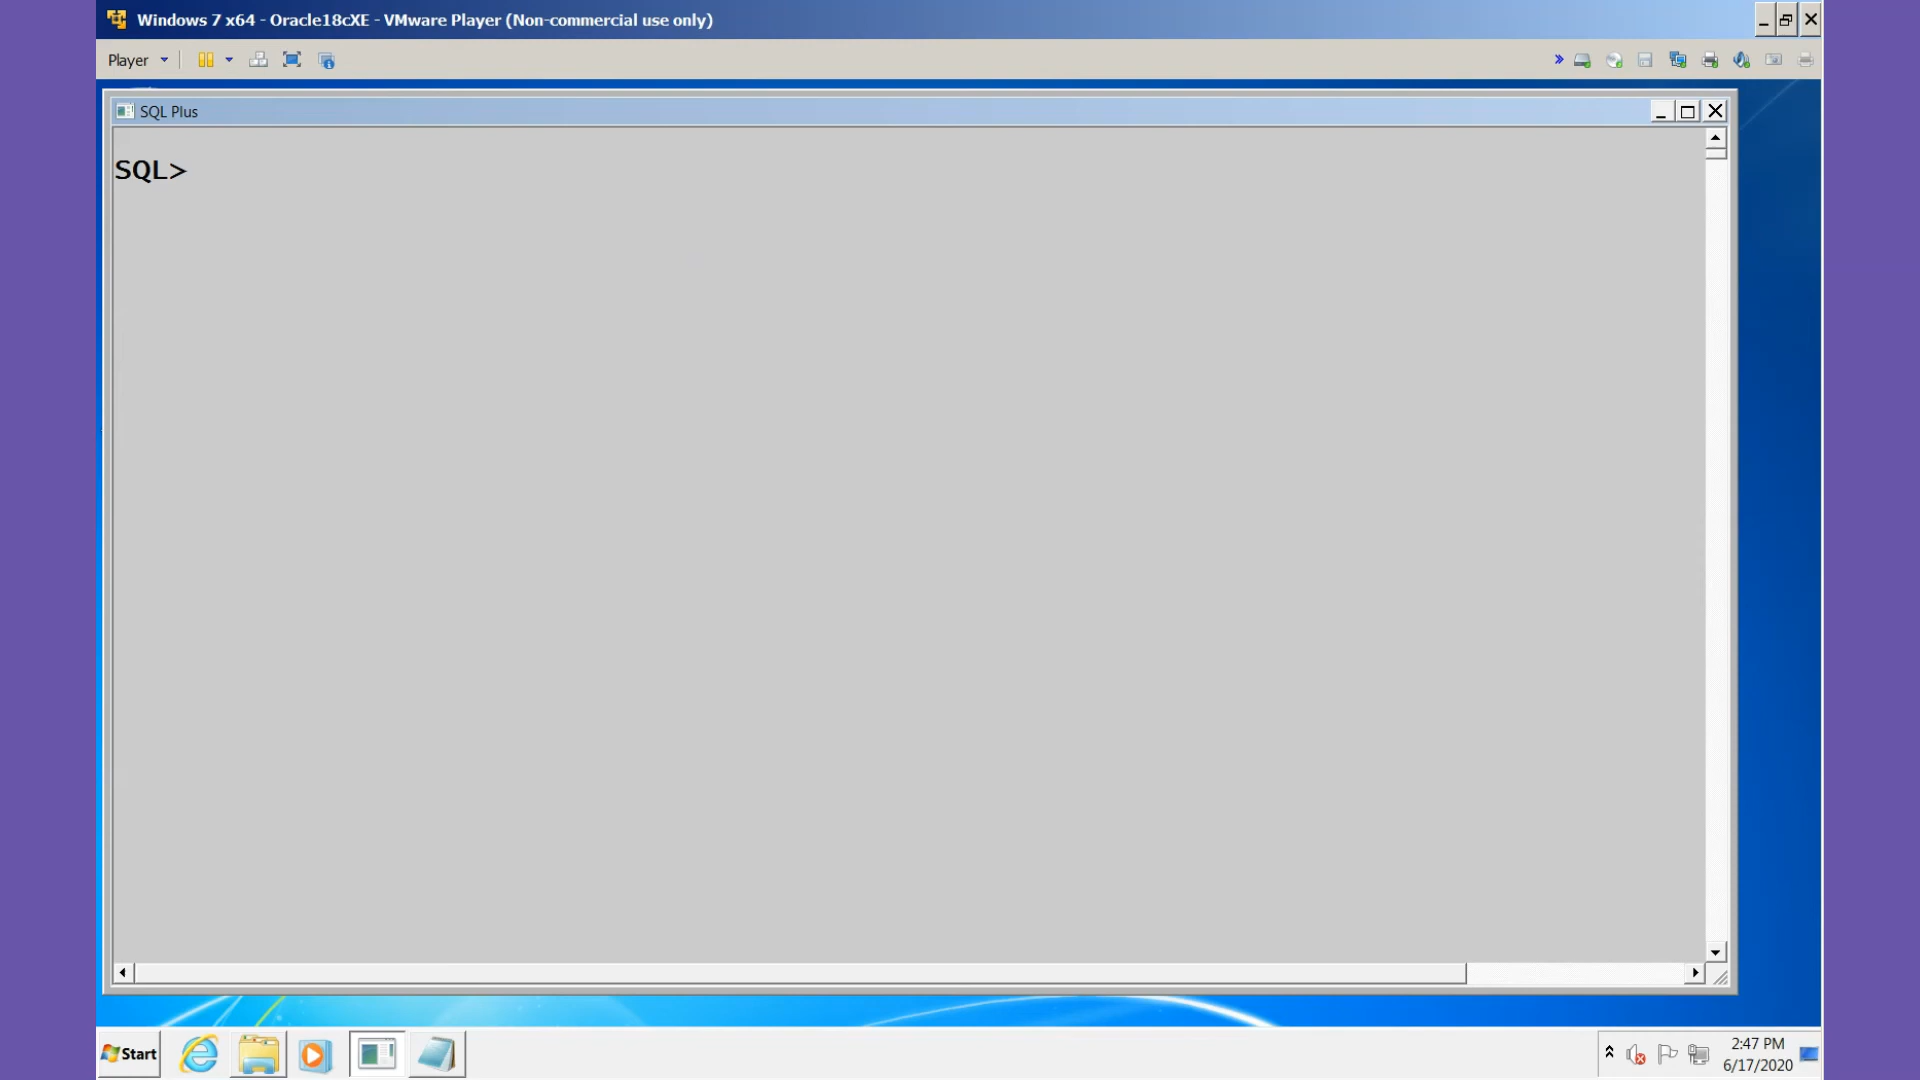 Windows 7 x64 - Oracle18cXE - VMware Player (Non-commercial use only)
Player
SQL Plus
SQL>
Start
2:47 PM
6/17/2020